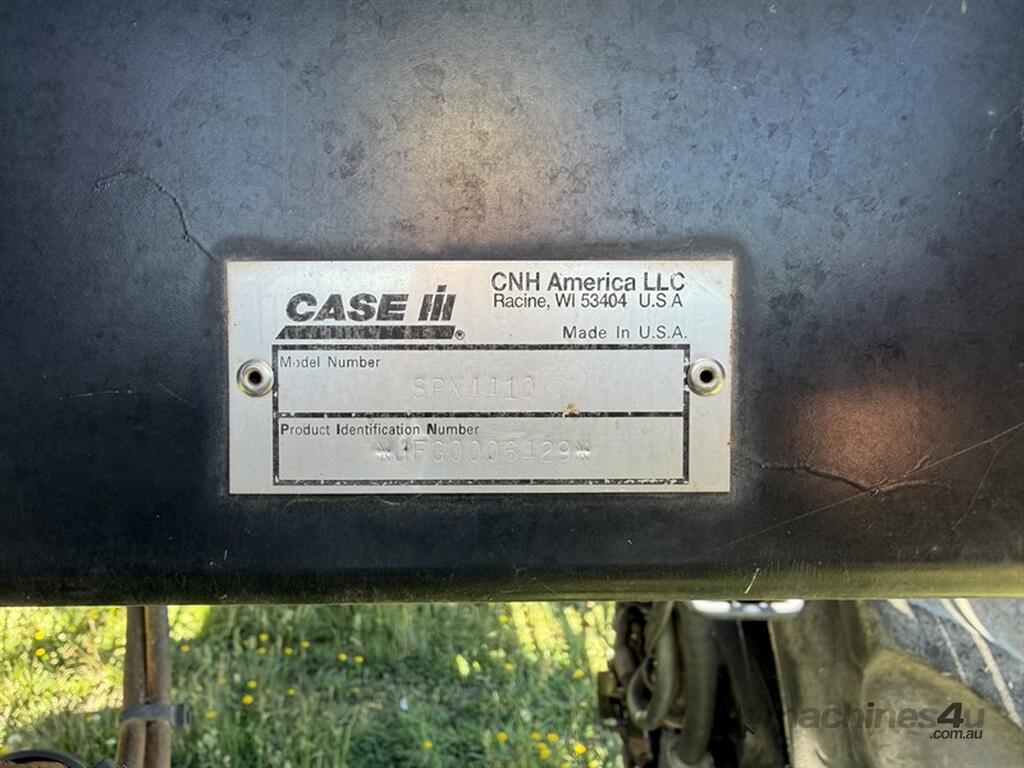 CASE IH®
CNH America LLC
Racine, WI 53404 U.S.A
Made In U.S.A.
Model Number
SPX4410
Product Identification Number
*JFG0006429*
machines4u
.com.au